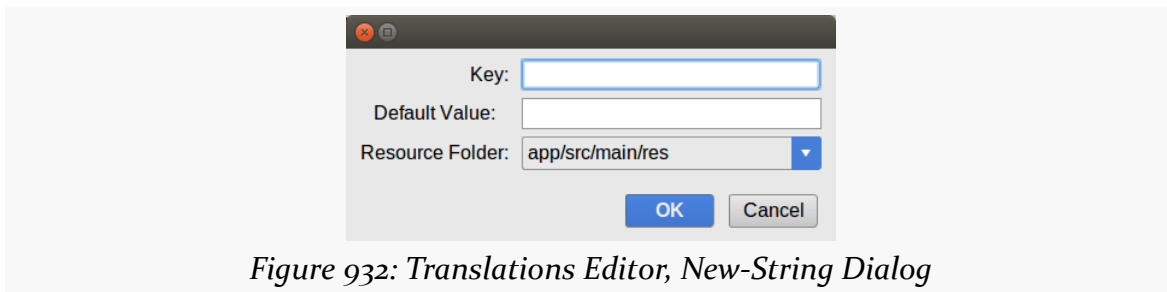 Key:
Default Value:
Resource Folder: app/src/main/res
OK Cancel
Figure 932: Translations Editor, New-String Dialog